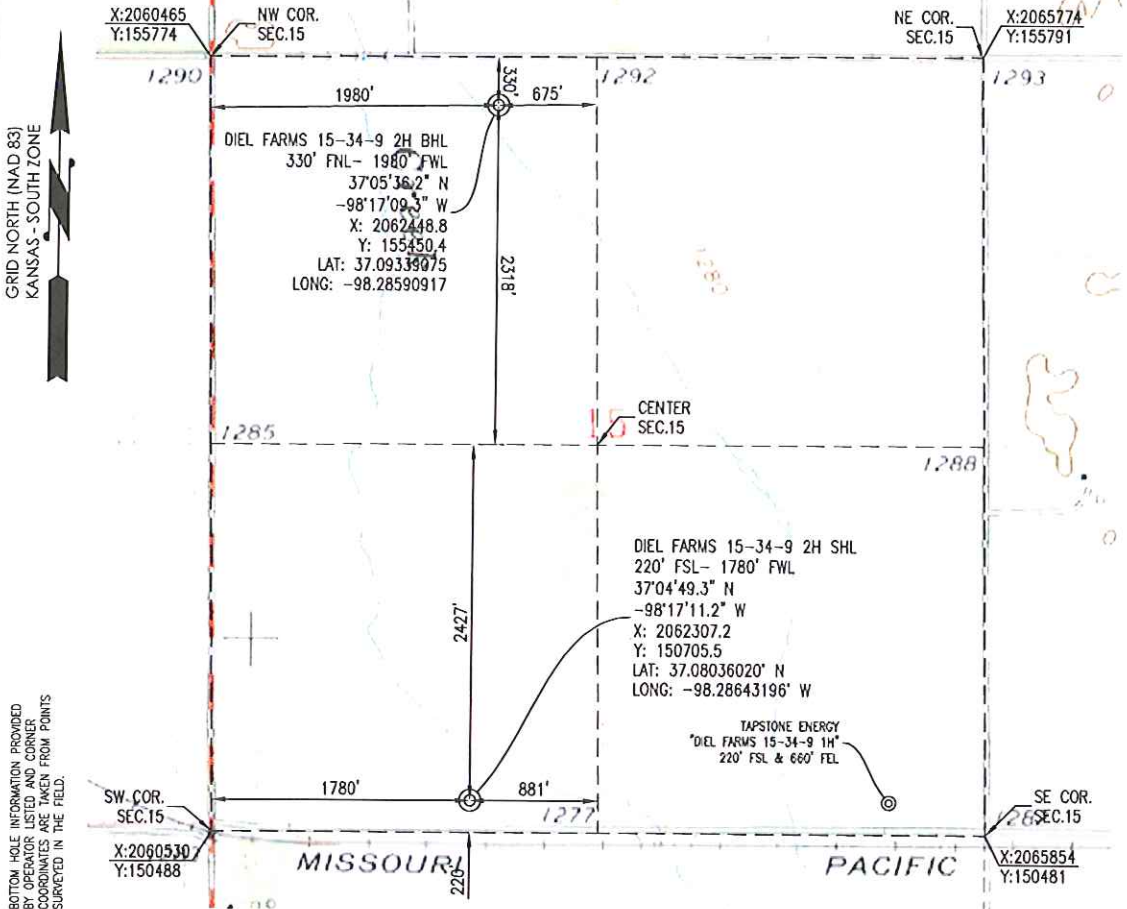 X:2060465
Y:155774
NW COR.
SEC.15
NE COR.
SEC.15
X:2065774
Y:155791
1290
1292
1293
330'
1980'
675'
GRID NORTH (NAD 83)
KANSAS - SOUTH ZONE
DIEL FARMS 15-34-9 2H BHL
330' FNL- 1980' FWL
37°05'36.2" N
-98°17'09.3" W
X: 2062448.8
Y: 155450.4
LAT: 37.09339075
LONG: -98.28590917
2318'
1280
1285
15
CENTER
SEC.15
1288
2427'
DIEL FARMS 15-34-9 2H SHL
220' FSL- 1780' FWL
37°04'49.3" N
-98°17'11.2" W
X: 2062307.2
Y: 150705.5
LAT: 37.08036020° N
LONG: -98.28643196° W
TAPSTONE ENERGY
"DIEL FARMS 15-34-9 1H"
220' FSL & 660' FEL
BOTTOM HOLE INFORMATION PROVIDED
BY OPERATOR LISTED AND CORNER
COORDINATES ARE TAKEN FROM POINTS
SURVEYED IN THE FIELD.
1780'
881'
1277
SW COR.
SEC.15
SE COR.
SEC.15
X:2060530
Y:150488
MISSOURI
PACIFIC
X:2065854
Y:150481
220'